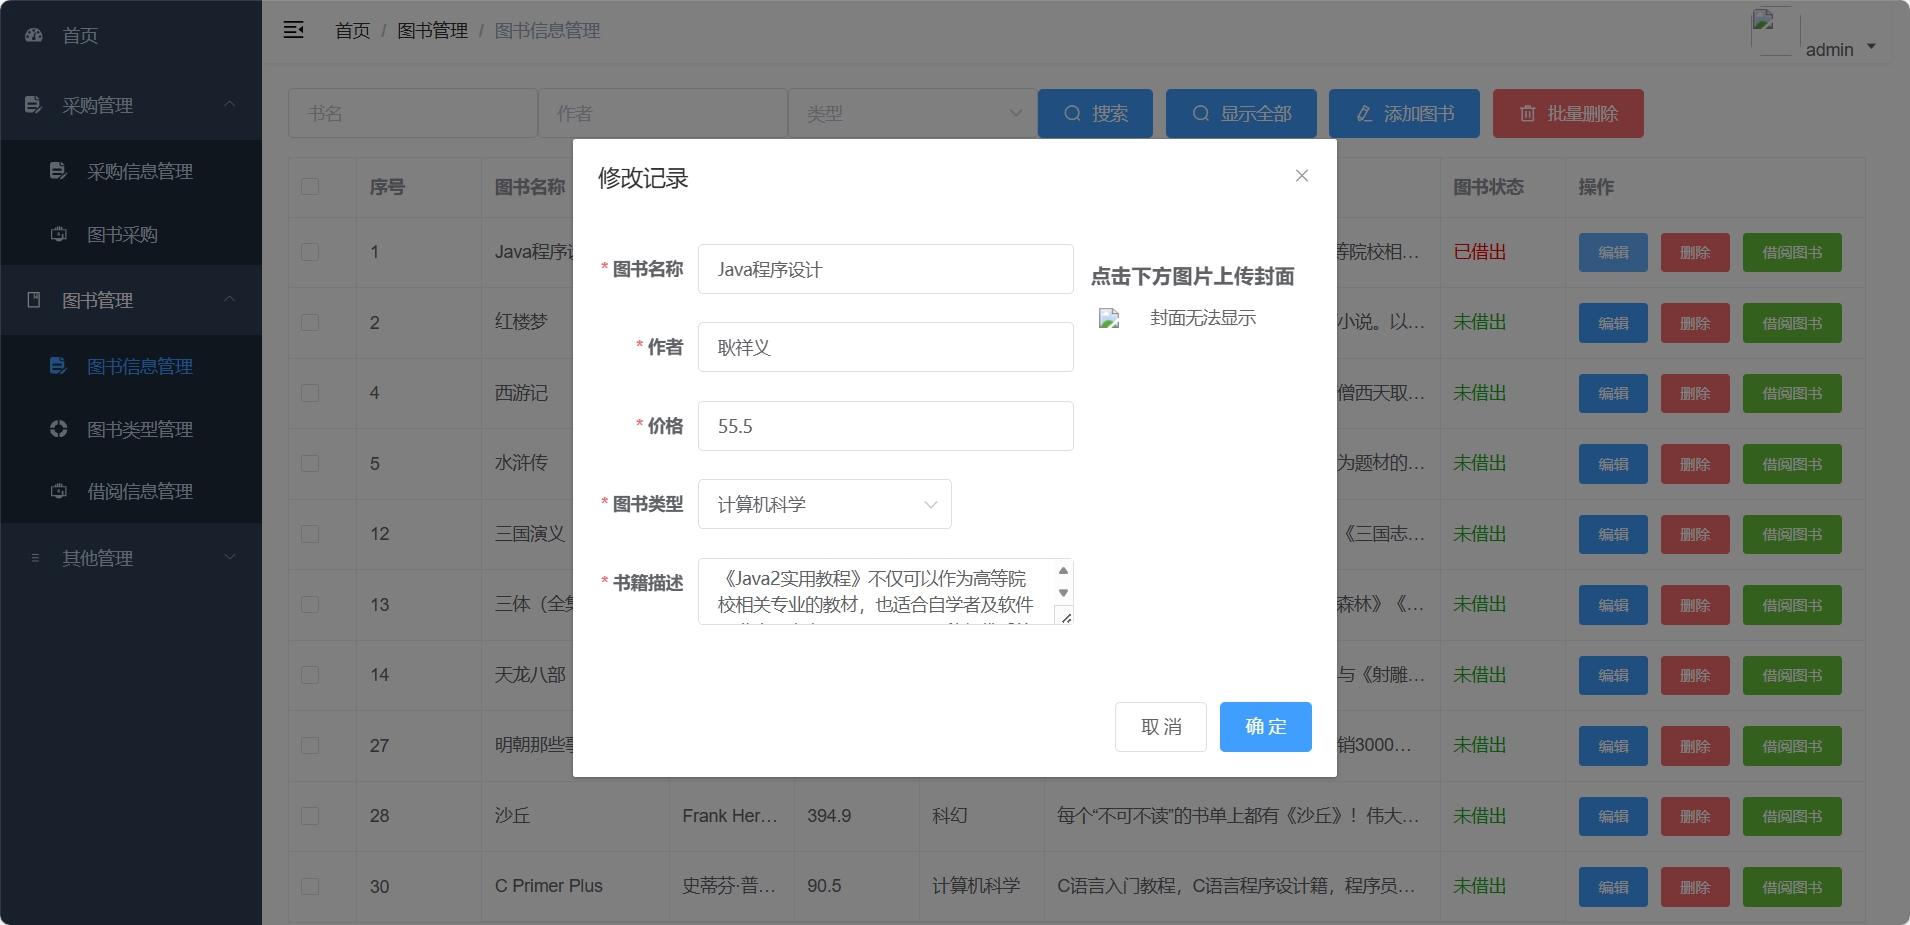 首页
采购管理
采购信息管理
图书采购
图书管理
图书信息管理
图书类型管理
借阅信息管理
其他管理
首页 / 图书管理 / 图书信息管理
admin
书名 作者 类型 搜索 显示全部 添加图书 批量删除
序号 图书名称 图书状态 操作
1 Java程序设 等院校相... 已借出 编辑 删除 借阅图书
2 红楼梦 小说。以... 未借出 编辑 删除 借阅图书
4 西游记 僧西天取... 未借出 编辑 删除 借阅图书
5 水浒传 为题材的... 未借出 编辑 删除 借阅图书
12 三国演义 《三国志... 未借出 编辑 删除 借阅图书
13 三体（全集 森林》《... 未借出 编辑 删除 借阅图书
14 天龙八部 与《射雕... 未借出 编辑 删除 借阅图书
27 明朝那些事 销3000... 未借出 编辑 删除 借阅图书
28 沙丘 Frank Her... 394.9 科幻 每个“不可不读”的书单上都有《沙丘》！伟大... 未借出 编辑 删除 借阅图书
30 C Primer Plus 史蒂芬·普... 90.5 计算机科学 C语言入门教程，C语言程序设计籍，程序员... 未借出 编辑 删除 借阅图书
修改记录
* 图书名称 Java程序设计
* 作者 耿祥义
* 价格 55.5
* 图书类型 计算机科学
* 书籍描述 《Java2实用教程》不仅可以作为高等院
校相关专业的教材，也适合自学者及软件
点击下方图片上传封面
封面无法显示
取 消 确 定